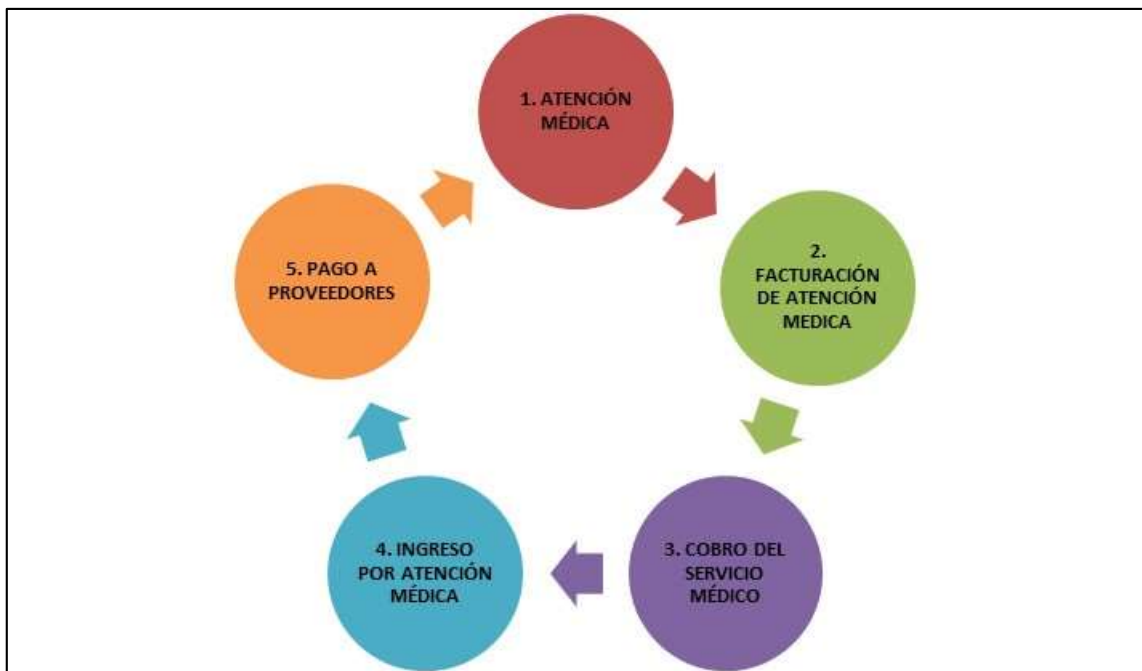 1. ATENCIÓN
MÉDICA
2.
FACTURACIÓN
DE ATENCIÓN
MEDICA
3. COBRO DEL
SERVICIO
MÉDICO
4. INGRESO
POR ATENCIÓN
MÉDICA
5. PAGO A
PROVEEDORES